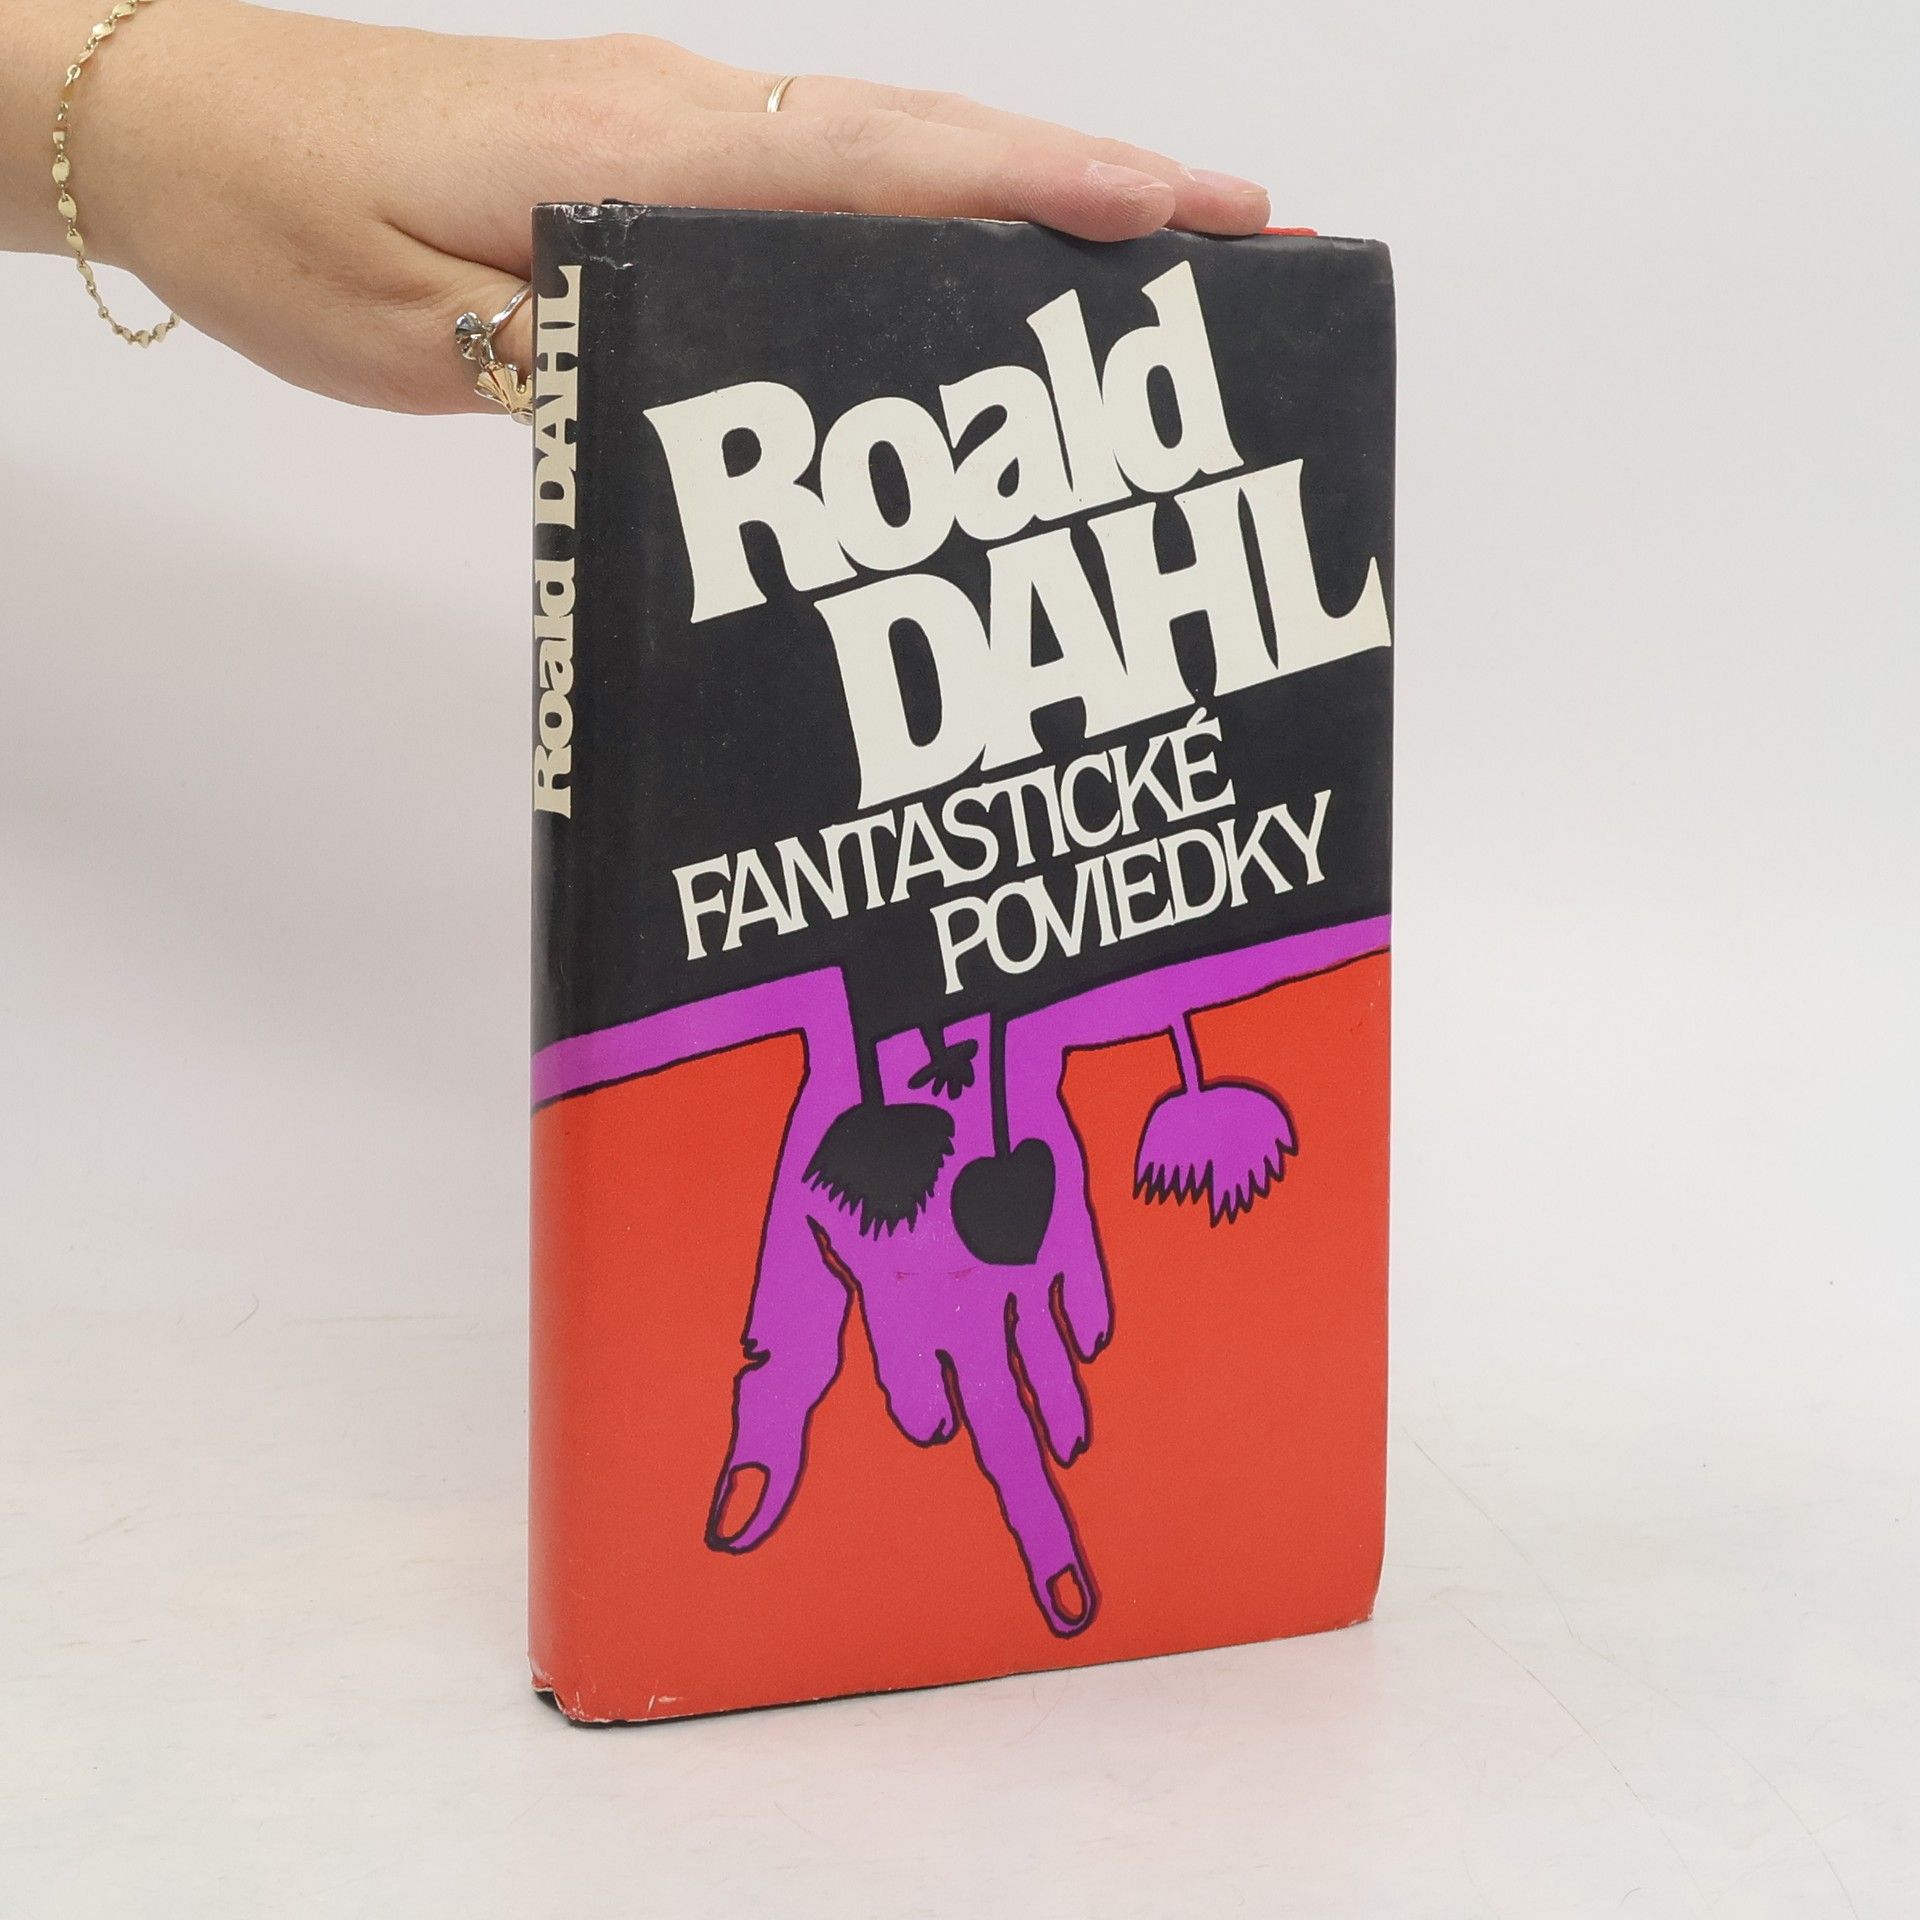 Roald DAHL
Roald
DAHL
FANTASTICKÉ
POVIEDKY